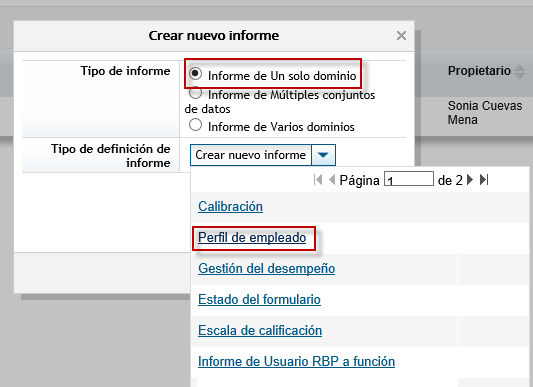 Crear nuevo informe
Tipo de informe
Informe de Un solo dominio
Informe de Múltiples conjuntos
de datos
Informe de Varios dominios
Tipo de definición de
informe
Crear nuevo informe
Página 1 de 2
Calibración
Perfil de empleado
Gestión del desempeño
Estado del formulario
Escala de calificación
Informe de Usuario RBP a función
Propietario
Sonia Cuevas
Mena